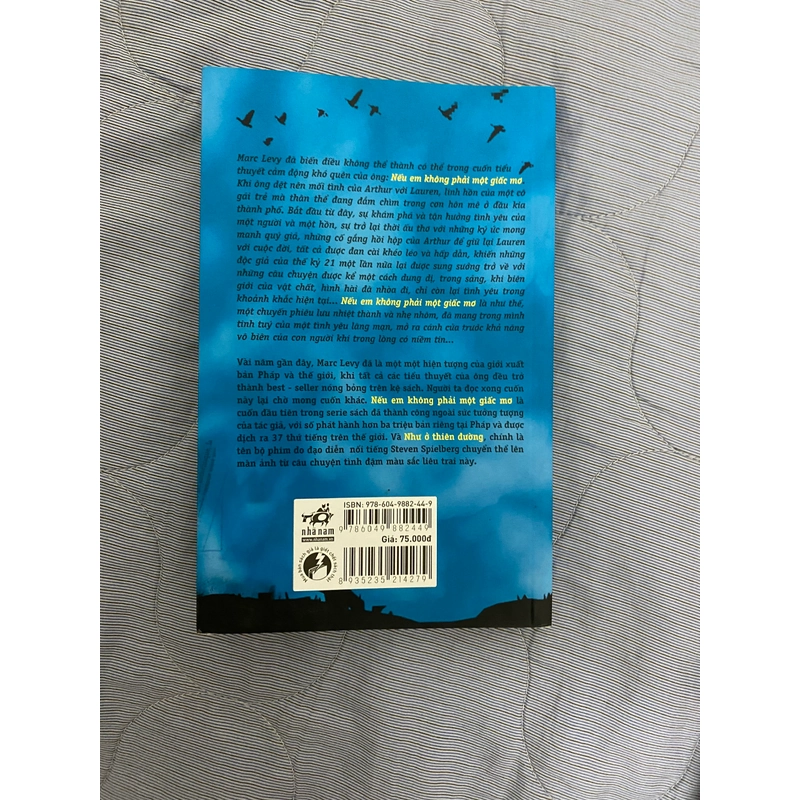 Marc Levy đã biến điều không thể thành có thể trong cuốn tiểu
thuyết cảm động khó quên của ông: Nếu em không phải một giấc mơ
Khi ông dệt nên mối tình của Arthur với Lauren, linh hồn của một cô
gái trẻ mà thân thể đang đắm chìm trong cơn hôn mê ở đâu kia
thành phố. Bắt đầu từ đây, sự khám phá và tận hưởng tình yêu của
một người và một hồn, sự trở lại thời ấu thơ với những ký ức mong
manh quý giá, những cố gắng hồi hộp của Arthur để giữ lại Lauren
với cuộc đời, tất cả được đan cài khéo léo và hấp dẫn, khiến những
độc giả của thế kỷ 21 một lần nữa lại được sung sướng trở về với
những câu chuyện được kể một cách dung dị, trong sáng, khi biên
giới của vật chất, hình hài đã nhòa đi, chỉ còn lại tình yêu trong
khoảnh khắc hiện tại... Nếu em không phải một giấc mơ là như thế,
một chuyến phiêu lưu nhiệt thành và nhẹ nhõm, đã mang trong mình
tinh tuý của một tình yêu lãng mạn, mở ra cánh cửa trước khả năng
vô biên của con người khi trong lòng có niềm tin...
Vài năm gần đây, Marc Levy đã là một một hiện tượng của giới xuất
bản Pháp và thế giới, khi tất cả các tiểu thuyết của ông đều trở
thành best - seller nóng bỏng trên kệ sách. Người ta đọc xong cuốn
này lại chờ mong cuốn khác. Nếu em không phải một giấc mơ là
cuốn đầu tiên trong serie sách đã thành công ngoài sức tưởng tượng
của tác giả, với số phát hành hơn ba triệu bản riêng tại Pháp và được
dịch ra 37 thứ tiếng trên thế giới. Và Như ở thiên đường, chính là
tên bộ phim do đạo diễn nổi tiếng Steven Spielberg chuyển thể lên
màn ảnh từ câu chuyện tình đậm màu sắc liêu trai này.
ISBN: 978-604-9882-44-9
9 786049 882449
nhã nam
www.nhanam.vn
Giá: 75.000đ
8 935235 214279